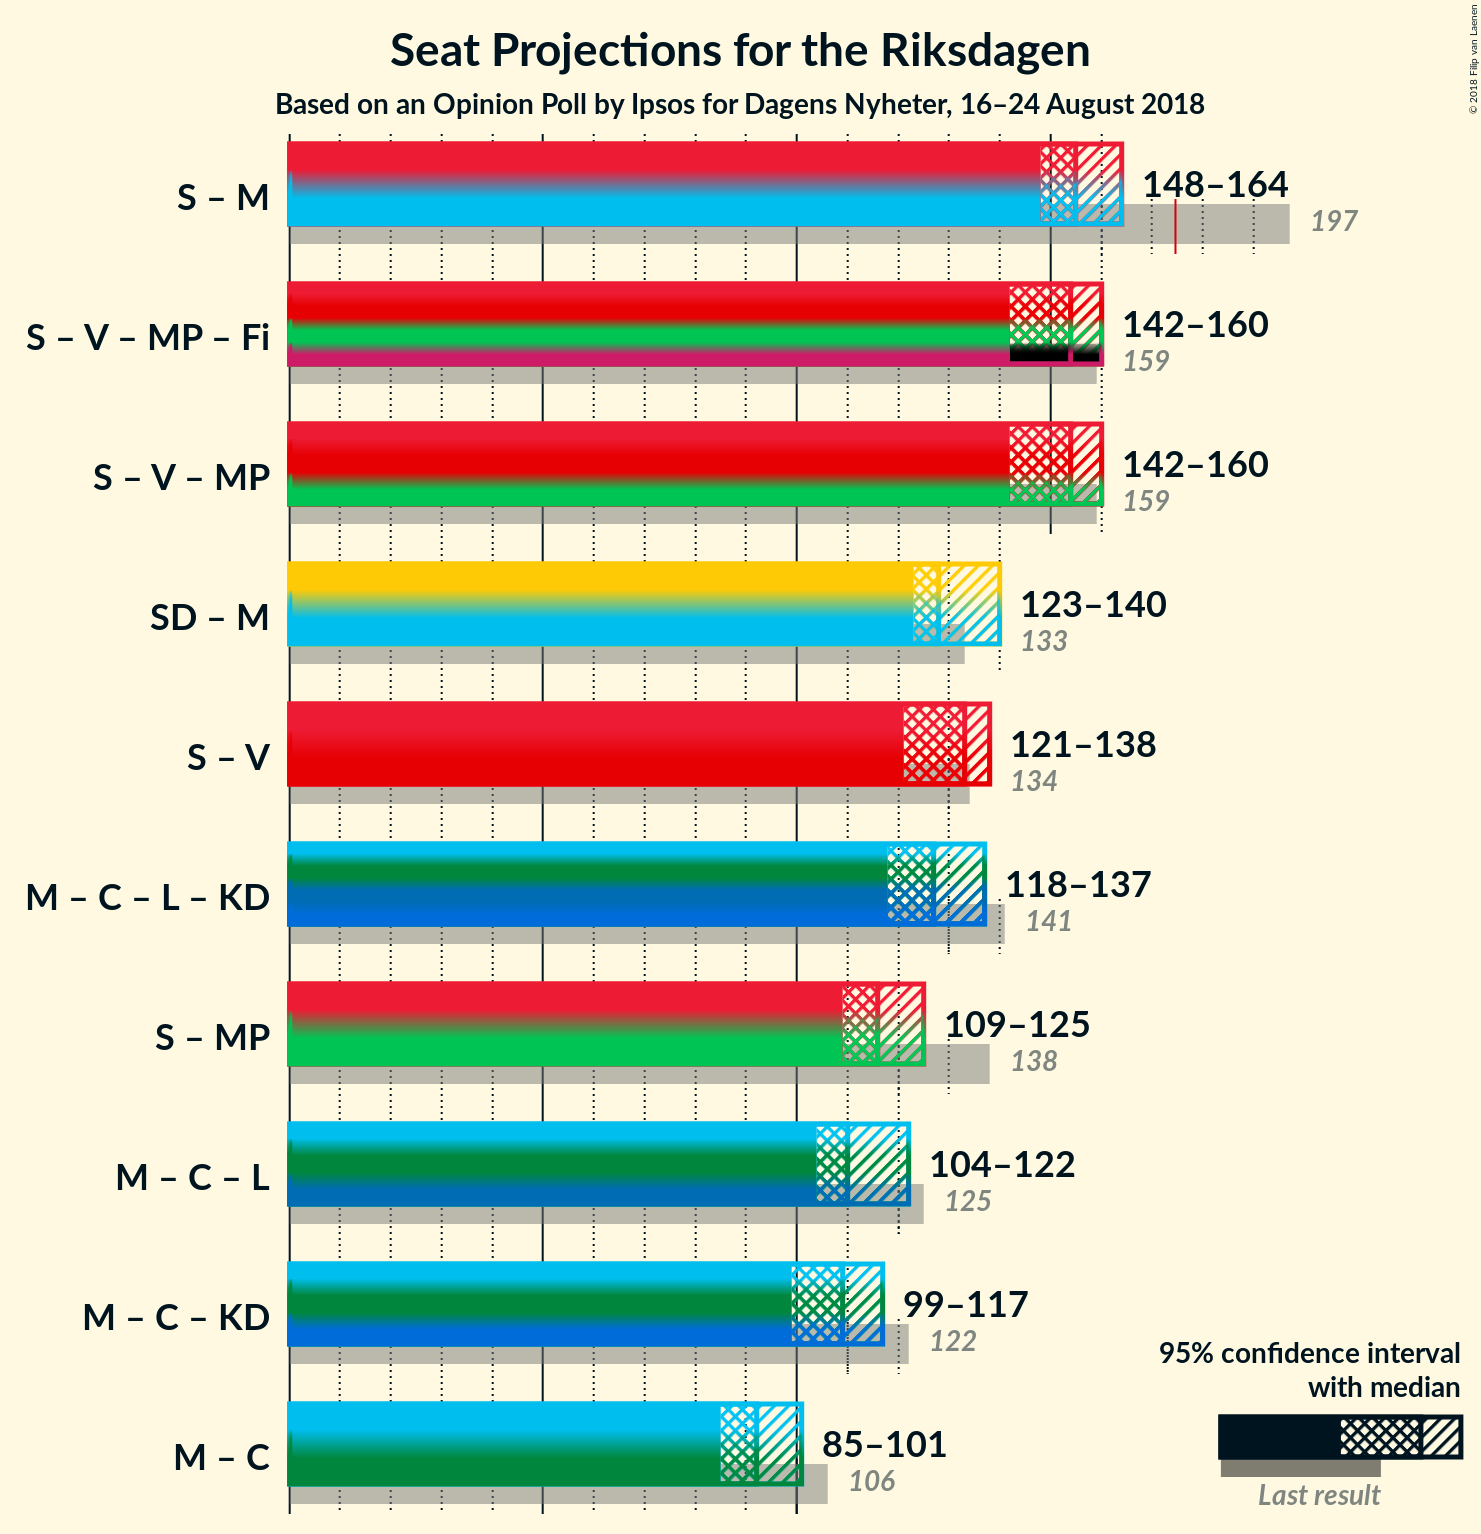 Seat Projections for the Riksdagen
Based on an Opinion Poll by Ipsos for Dagens Nyheter, 16–24 August 2018
© 2018 Filip van Laenen
S – M
148–164
197
S – V – MP – Fi
142–160
159
S – V – MP
142–160
159
SD – M
123–140
133
S – V
121–138
134
M – C – L – KD
118–137
141
S – MP
109–125
138
M – C – L
104–122
125
M – C – KD
99–117
122
M – C
85–101
106
95% confidence interval
with median
Last result